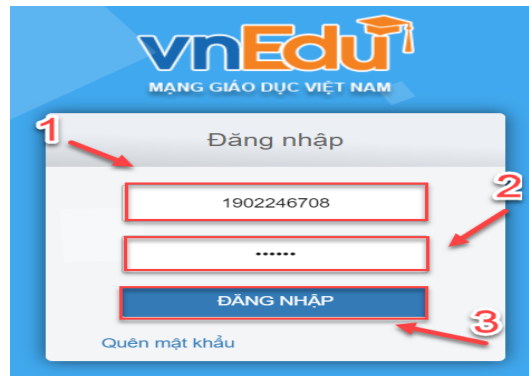 vnEdu
MẠNG GIÁO DỤC VIỆT NAM
1
Đăng nhập
1902246708
2
••••••
ĐĂNG NHẬP
3
Quên mật khẩu